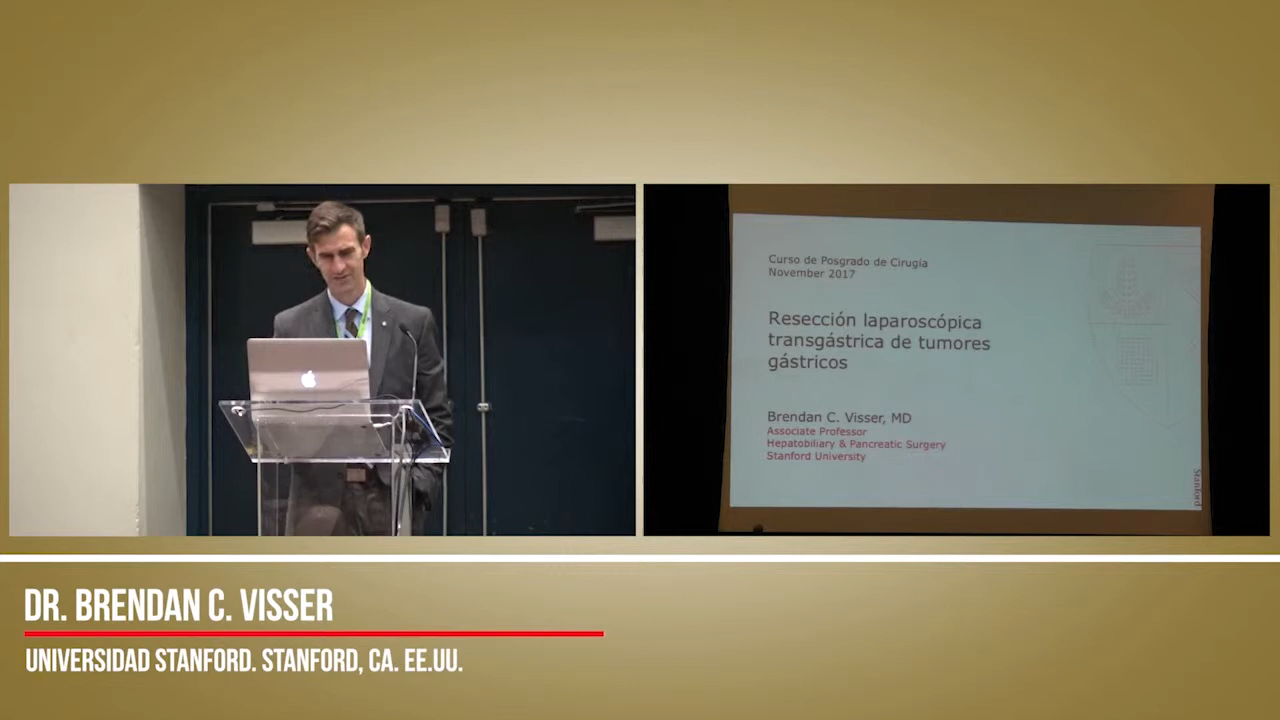 Curso de Posgrado de Cirugía
November 2017
Resección laparoscópica
transgástrica de tumores
gástricos
Brendan C. Visser, MD
Associate Professor
Hepatobiliary & Pancreatic Surgery
Stanford University
Stanford
DR. BRENDAN C. VISSER
UNIVERSIDAD STANFORD. STANFORD, CA. EE.UU.